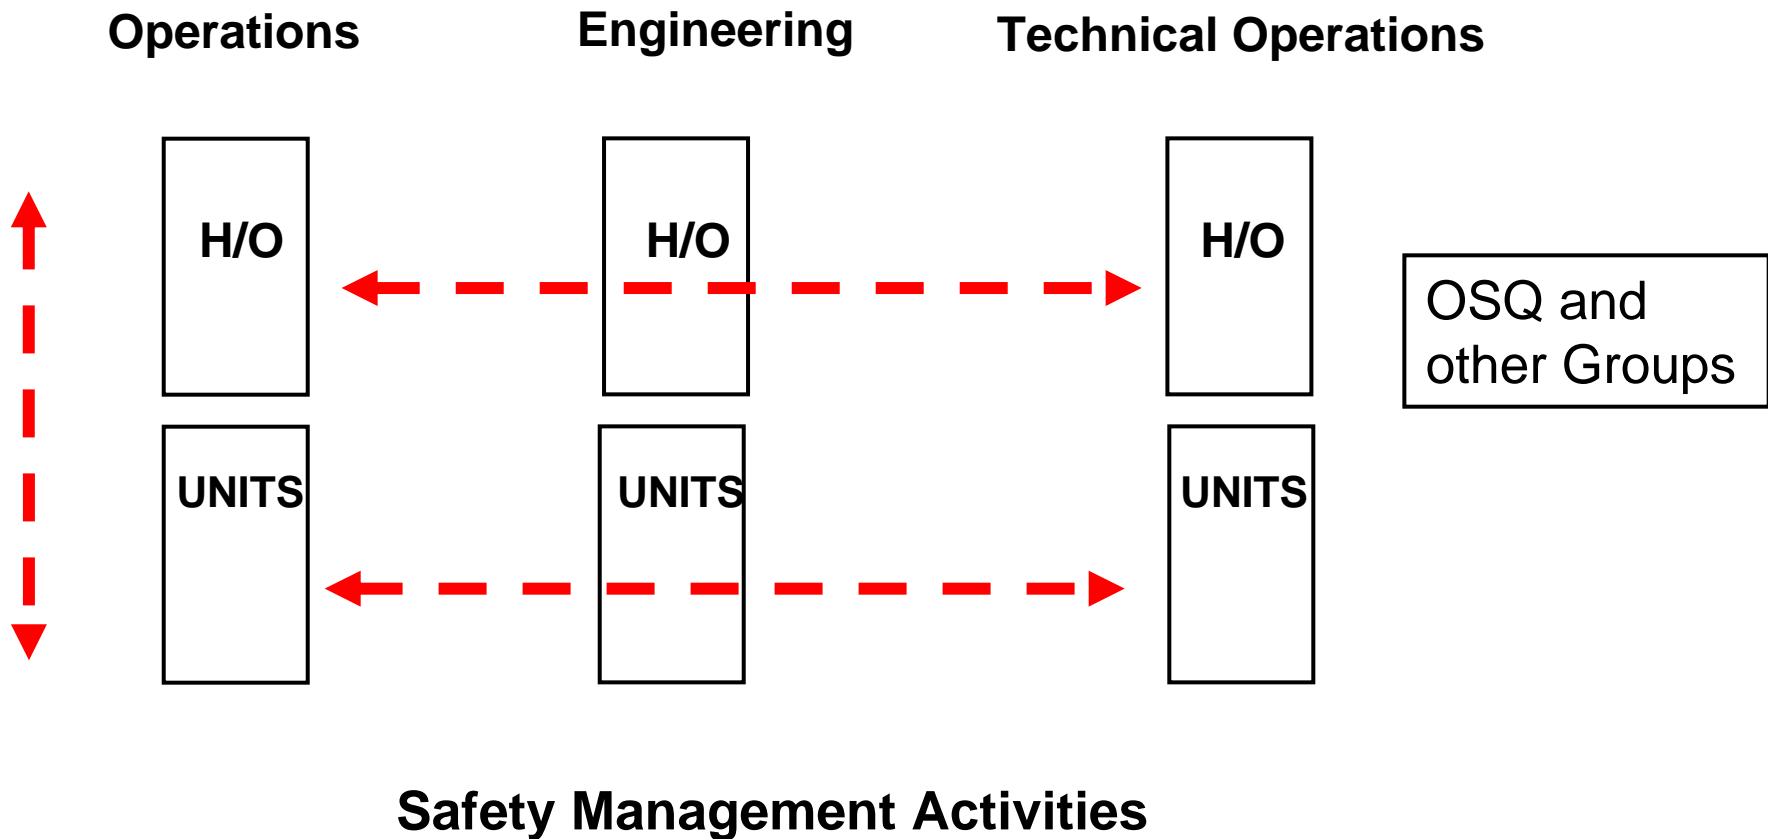 Operations
Engineering
Technical Operations
H/O
H/O
H/O
OSQ and
other Groups
UNITS
UNITS
UNITS
Safety Management Activities